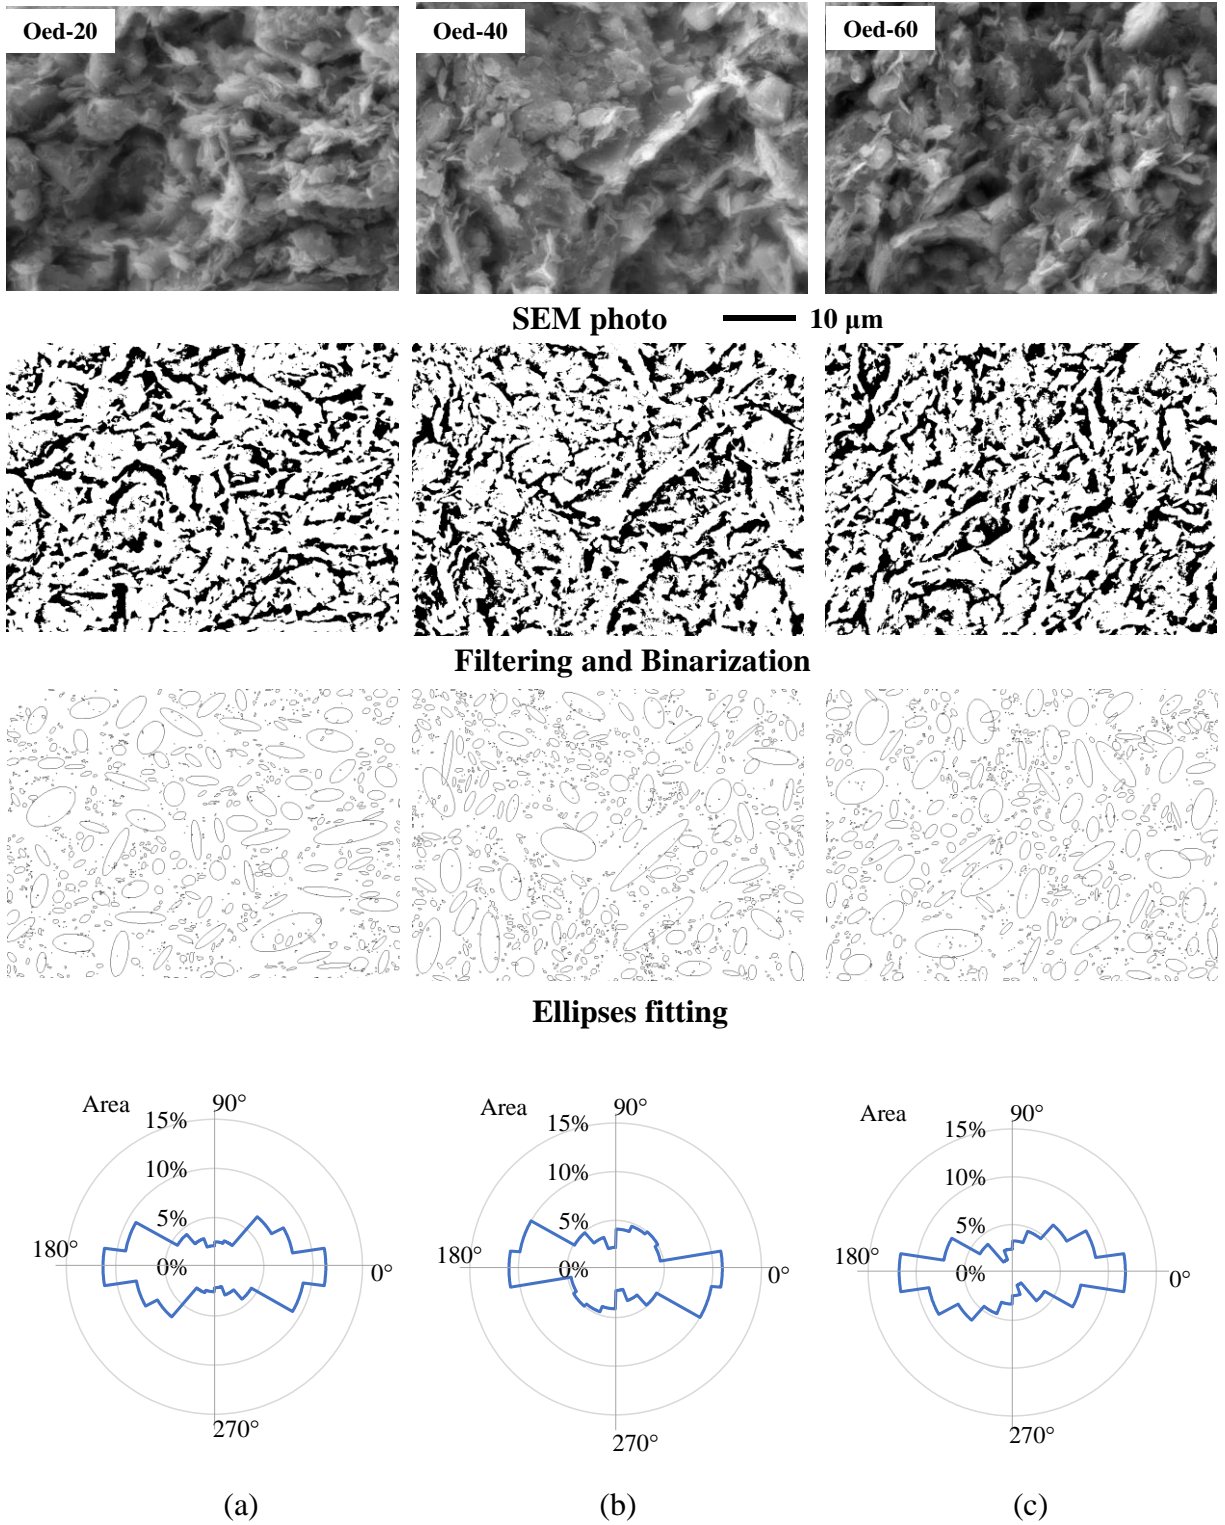 Oed-20
Oed-40
Oed-60
SEM photo
10 μm
Filtering and Binarization
Ellipses fitting
Area
90°
15%
10%
5%
180°
0%
0°
270°
Area
90°
15%
10%
5%
180°
0%
0°
270°
Area
90°
15%
10%
5%
180°
0%
0°
270°
(a)
(b)
(c)